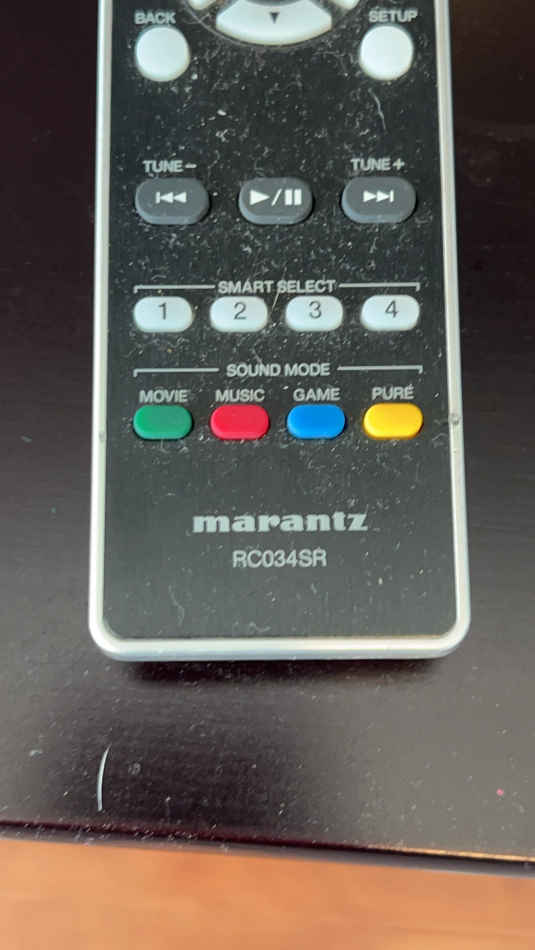 BACK SETUP
TUNE− TUNE+
SMART SELECT
1 2 3 4
SOUND MODE
MOVIE MUSIC GAME PURE
marantz
RC034SR